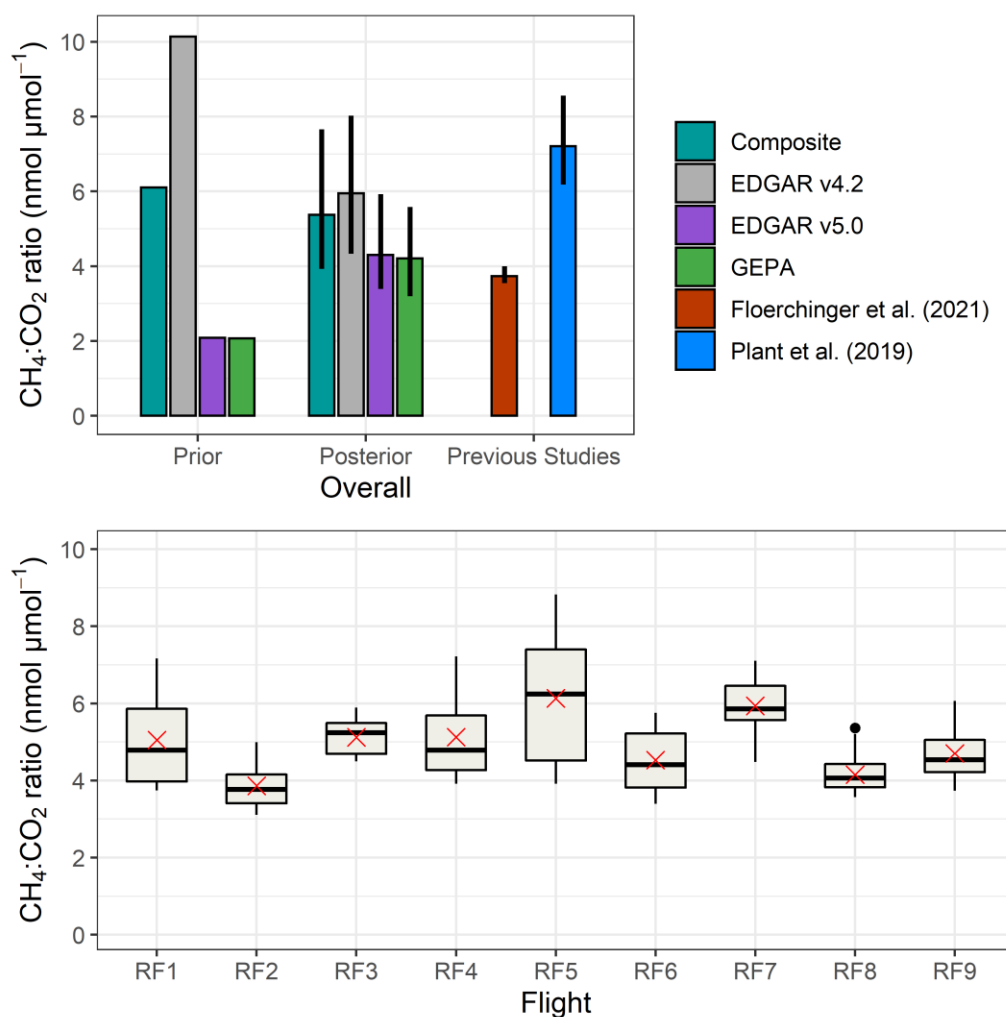 CH₄:CO₂ ratio (nmol μmol⁻¹)
10
8
6
4
2
0
Prior
Posterior
Previous Studies
Overall
Composite
EDGAR v4.2
EDGAR v5.0
GEPA
Floerchinger et al. (2021)
Plant et al. (2019)
CH₄:CO₂ ratio (nmol μmol⁻¹)
10
8
6
4
2
0
RF1
RF2
RF3
RF4
RF5
RF6
RF7
RF8
RF9
Flight